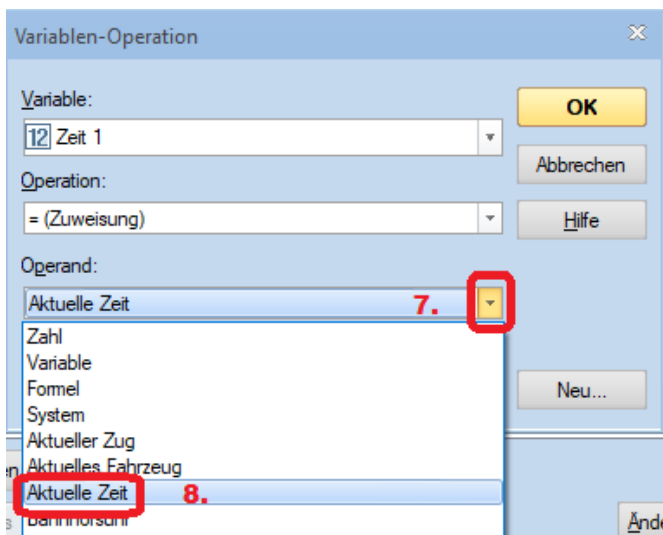 Variablen-Operation
Variable:
OK
12 Zeit 1
Abbrechen
Operation:
= (Zuweisung)
Hilfe
Operand:
Aktuelle Zeit 7.
Zahl
Variable
Formel
Neu...
System
Aktueller Zug
Aktuelles Fahrzeug
Aktuelle Zeit 8.
Bahnhofsuhr